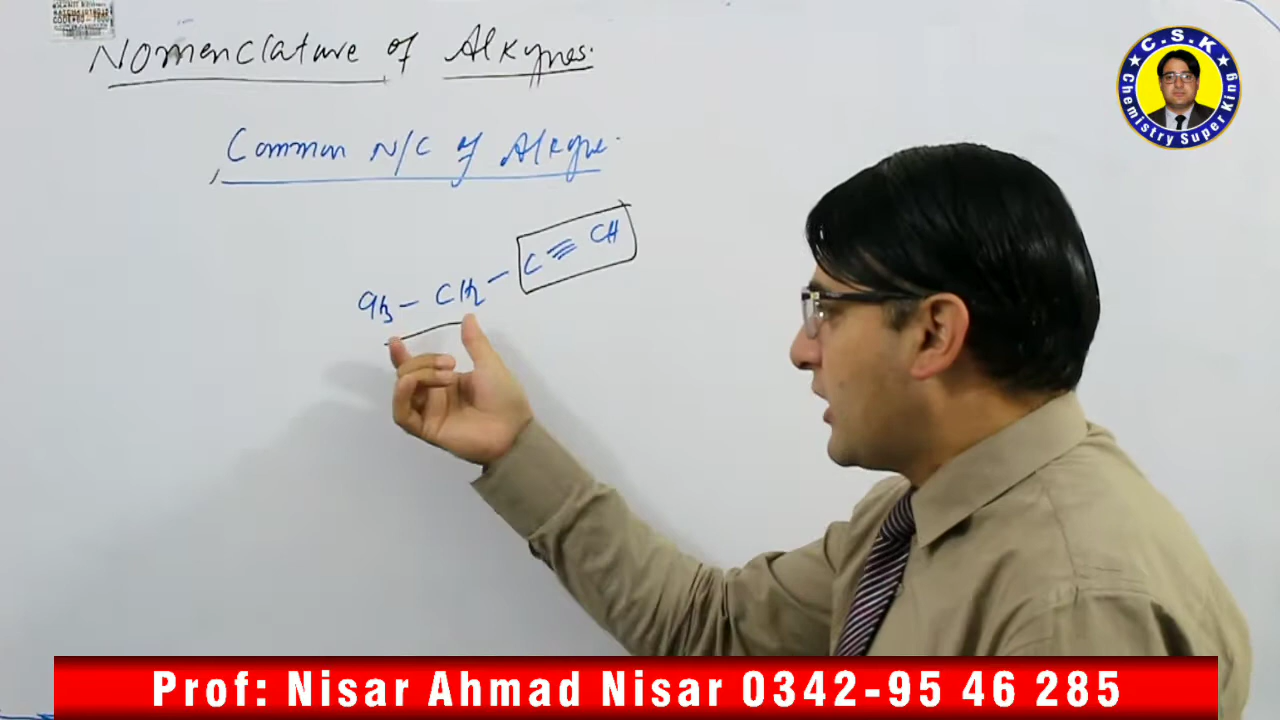 Nomenclature of Alkynes.
Common N/C of Alkyne.
CH3 - CH2 - C ≡ CH
C.S.K
Chemistry Super King
Prof: Nisar Ahmad Nisar 0342-95 46 285